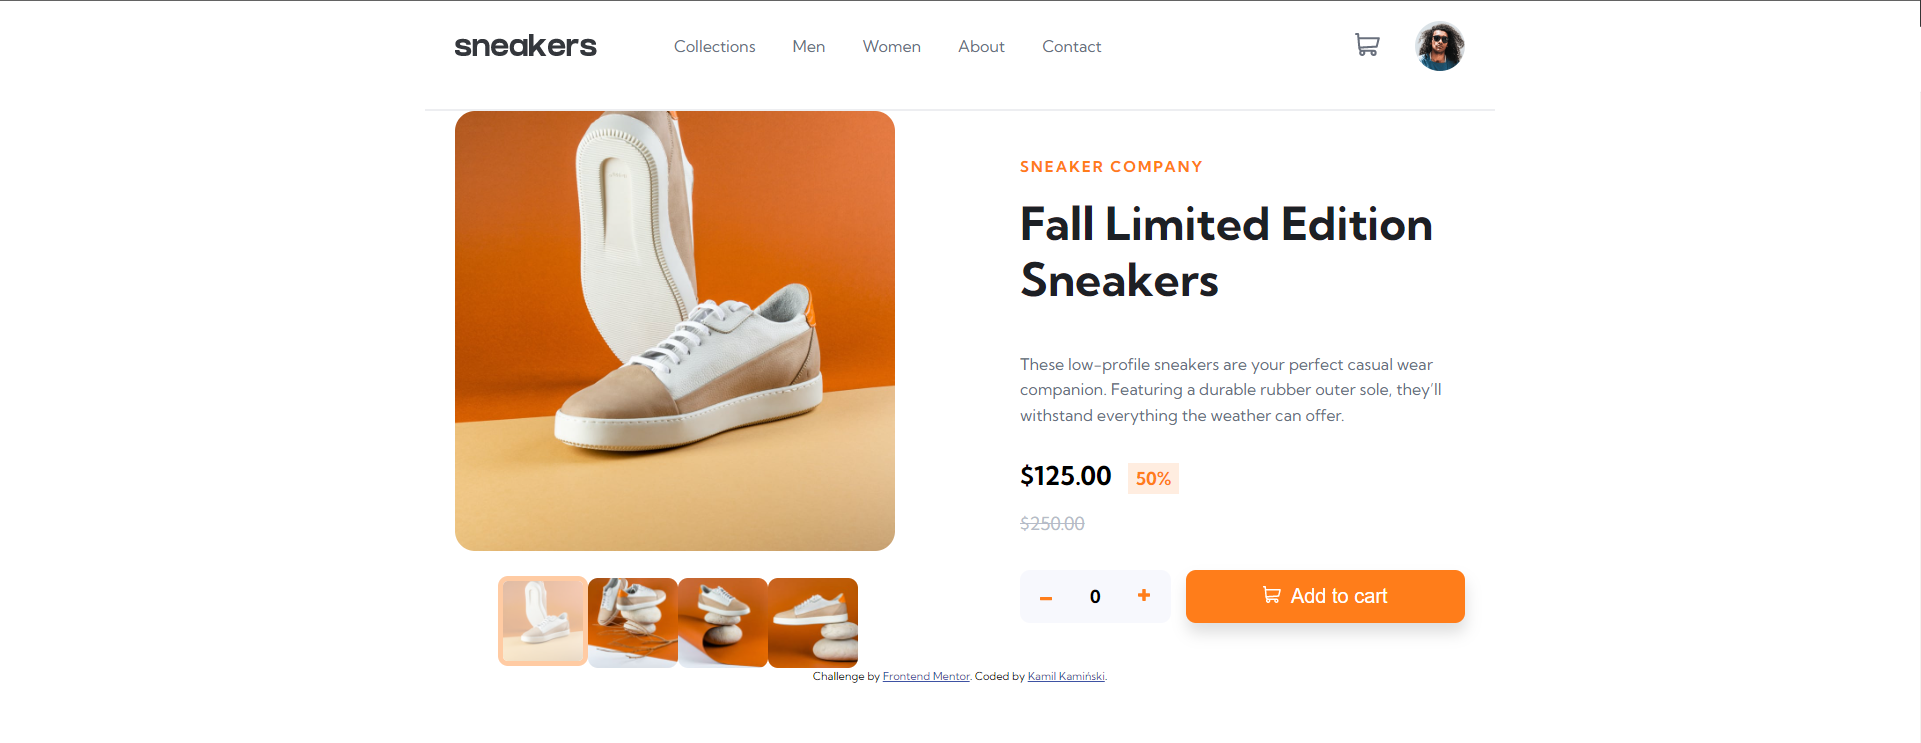 sneakers
Collections Men Women About Contact
SNEAKER COMPANY
Fall Limited Edition
Sneakers
These low-profile sneakers are your perfect casual wear
companion. Featuring a durable rubber outer sole, they’ll
withstand everything the weather can offer.
$125.00 50%
$250.00
0
Add to cart
Challenge by Frontend Mentor. Coded by Kamil Kamiński.